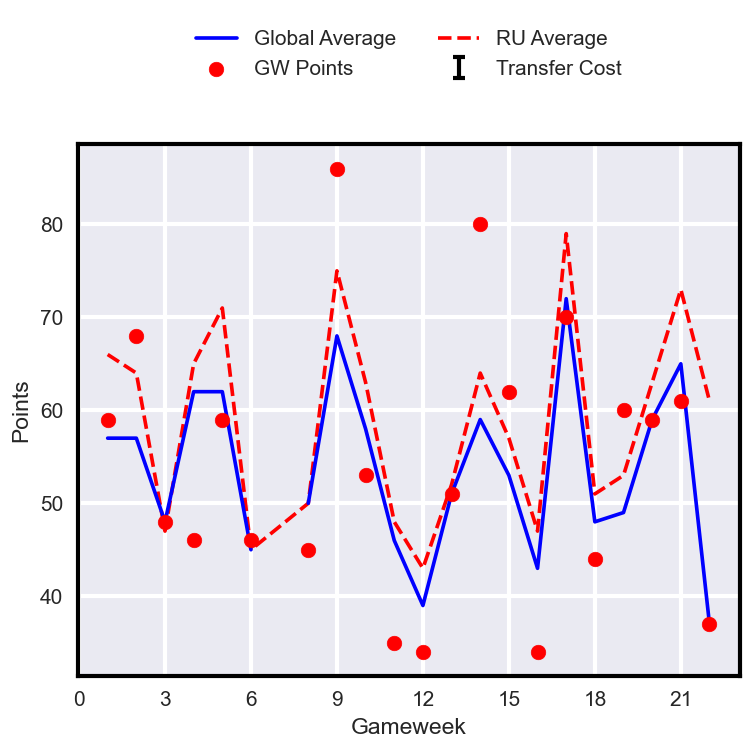 Global Average RU Average
GW Points Transfer Cost
80
70
60
50
40
Points
0 3 6 9 12 15 18 21
Gameweek